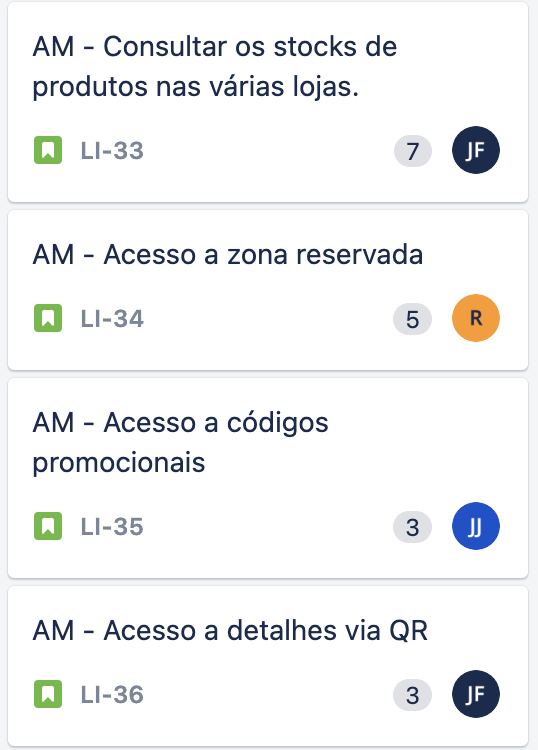 AM - Consultar os stocks de
produtos nas várias lojas.
LI-33 7 JF
AM - Acesso a zona reservada
LI-34 5 R
AM - Acesso a códigos
promocionais
LI-35 3 JJ
AM - Acesso a detalhes via QR
LI-36 3 JF